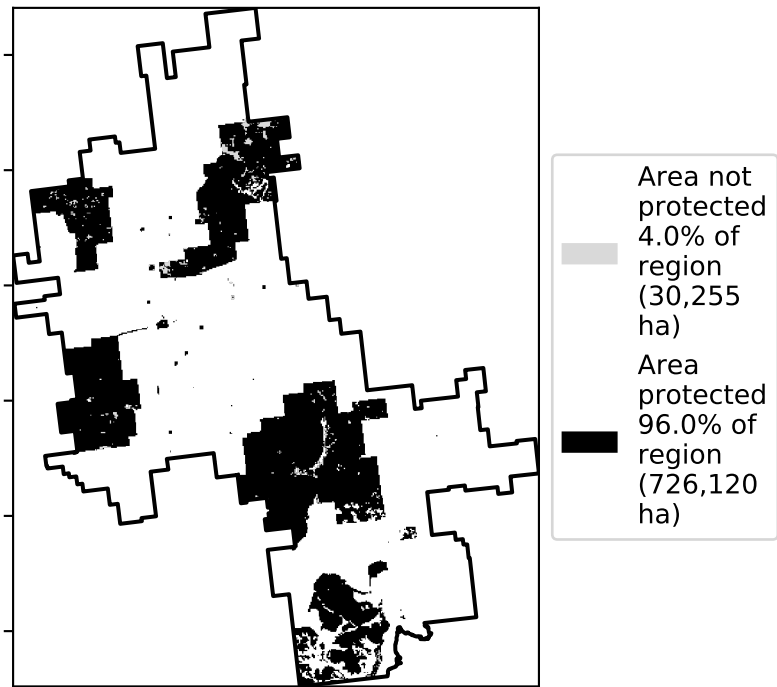 Area not
protected
4.0% of
region
(30,255
ha)
Area
protected
96.0% of
region
(726,120
ha)